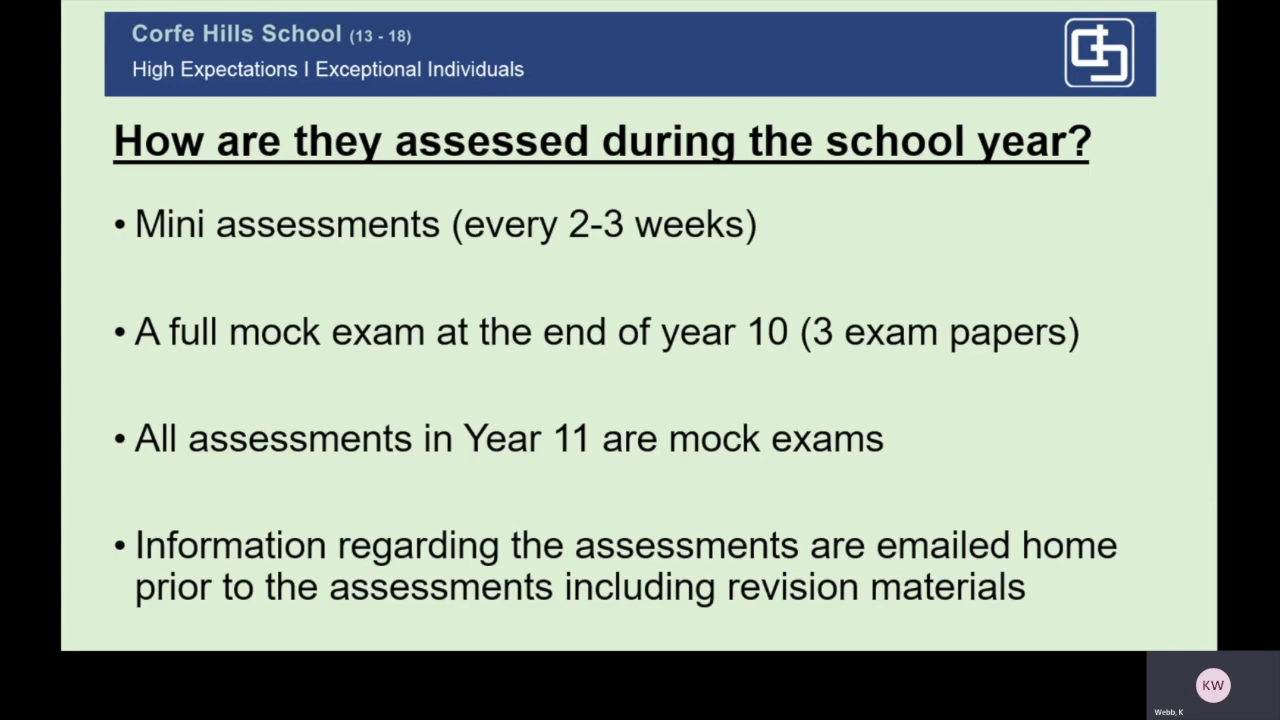 Corfe Hills School (13 - 18)
High Expectations I Exceptional Individuals
How are they assessed during the school year?
• Mini assessments (every 2-3 weeks)
• A full mock exam at the end of year 10 (3 exam papers)
• All assessments in Year 11 are mock exams
• Information regarding the assessments are emailed home
prior to the assessments including revision materials
KW
Webb, K